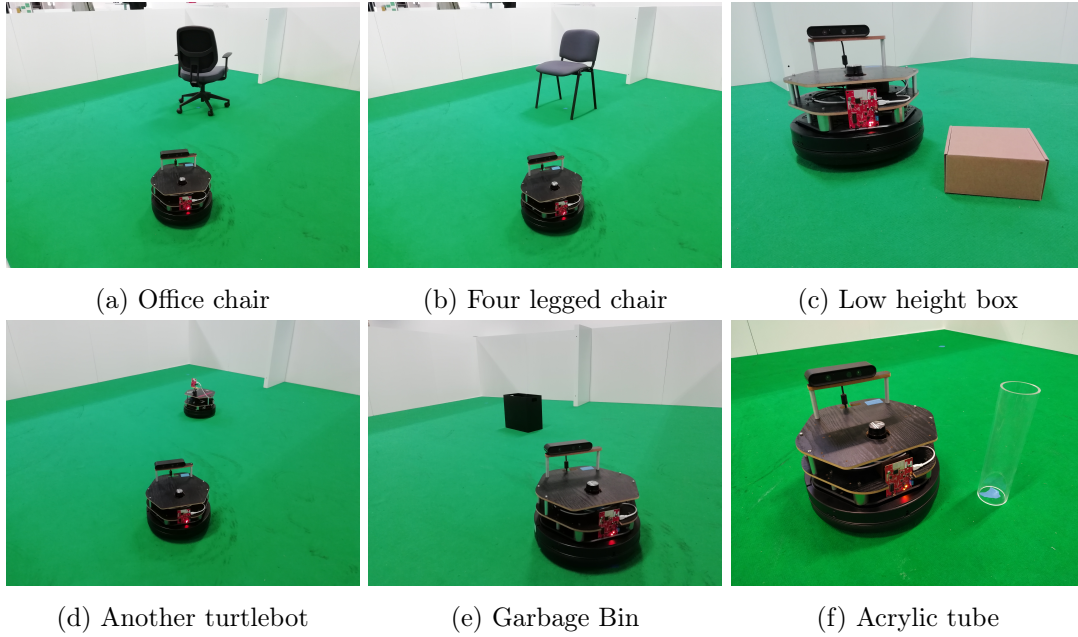 (a) Office chair
(b) Four legged chair
(c) Low height box
(d) Another turtlebot
(e) Garbage Bin
(f) Acrylic tube